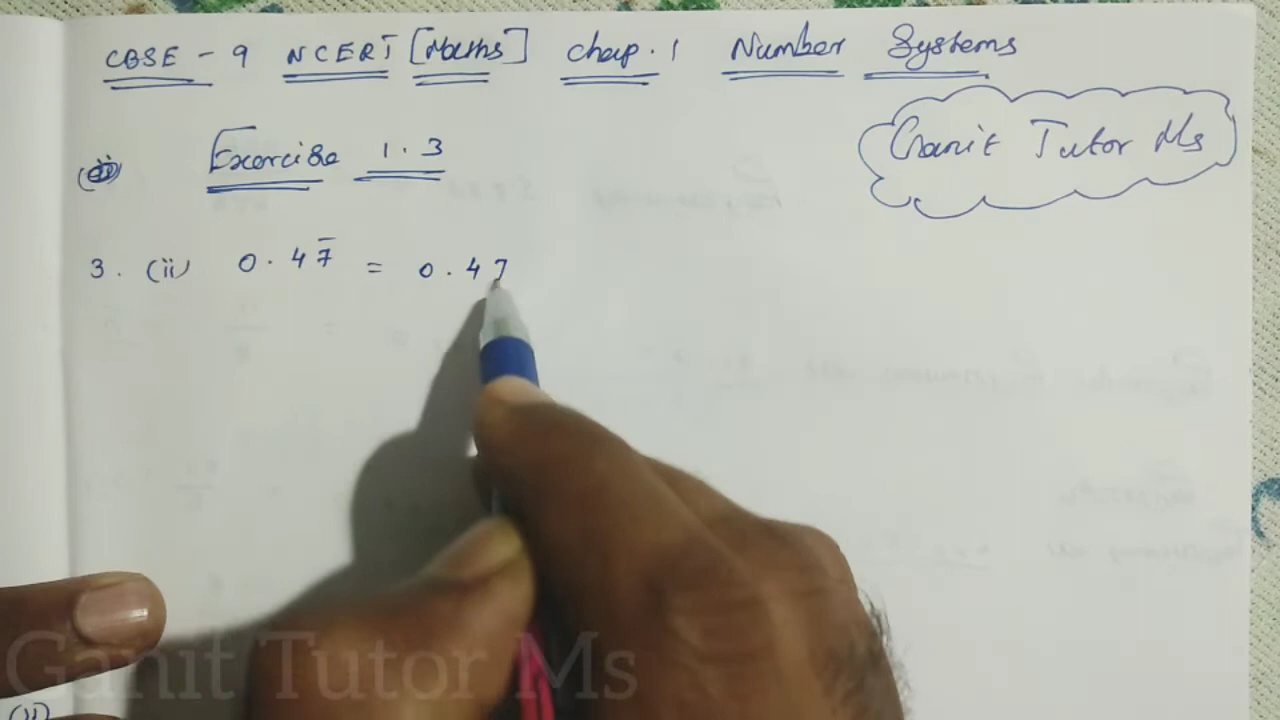 CBSE - 9 NCERT [Maths] Chap. 1 Number Systems
Ganit Tutor Ms
Exercise 1.3
3. (ii) 0.47̅ = 0.47
Ganit Tutor Ms
(ii)